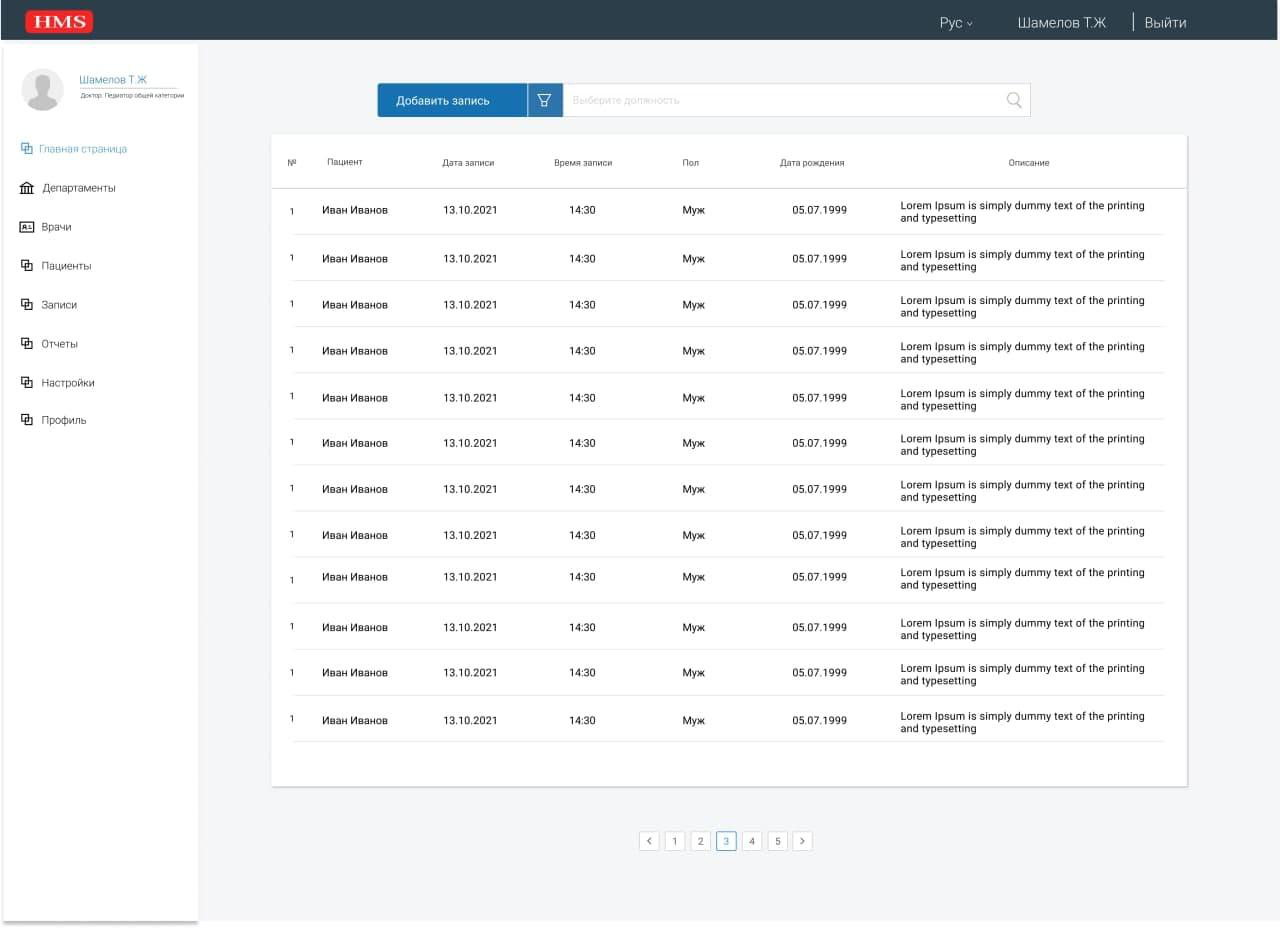 HMS
Рус
Шамелов Т.Ж
Выйти
Шамелов Т.Ж
Доктор. Педиатор общей категории
Главная страница
Департаменты
Врачи
Пациенты
Записи
Отчеты
Настройки
Профиль
Добавить запись
Выберите должность
№ Пациент Дата записи Время записи Пол Дата рождения Описание
1 Иван Иванов 13.10.2021 14:30 Муж 05.07.1999 Lorem Ipsum is simply dummy text of the printing
and typesetting
1 Иван Иванов 13.10.2021 14:30 Муж 05.07.1999 Lorem Ipsum is simply dummy text of the printing
and typesetting
1 Иван Иванов 13.10.2021 14:30 Муж 05.07.1999 Lorem Ipsum is simply dummy text of the printing
and typesetting
1 Иван Иванов 13.10.2021 14:30 Муж 05.07.1999 Lorem Ipsum is simply dummy text of the printing
and typesetting
1 Иван Иванов 13.10.2021 14:30 Муж 05.07.1999 Lorem Ipsum is simply dummy text of the printing
and typesetting
1 Иван Иванов 13.10.2021 14:30 Муж 05.07.1999 Lorem Ipsum is simply dummy text of the printing
and typesetting
1 Иван Иванов 13.10.2021 14:30 Муж 05.07.1999 Lorem Ipsum is simply dummy text of the printing
and typesetting
1 Иван Иванов 13.10.2021 14:30 Муж 05.07.1999 Lorem Ipsum is simply dummy text of the printing
and typesetting
1 Иван Иванов 13.10.2021 14:30 Муж 05.07.1999 Lorem Ipsum is simply dummy text of the printing
and typesetting
1 Иван Иванов 13.10.2021 14:30 Муж 05.07.1999 Lorem Ipsum is simply dummy text of the printing
and typesetting
1 Иван Иванов 13.10.2021 14:30 Муж 05.07.1999 Lorem Ipsum is simply dummy text of the printing
and typesetting
1 Иван Иванов 13.10.2021 14:30 Муж 05.07.1999 Lorem Ipsum is simply dummy text of the printing
and typesetting
1 2 3 4 5